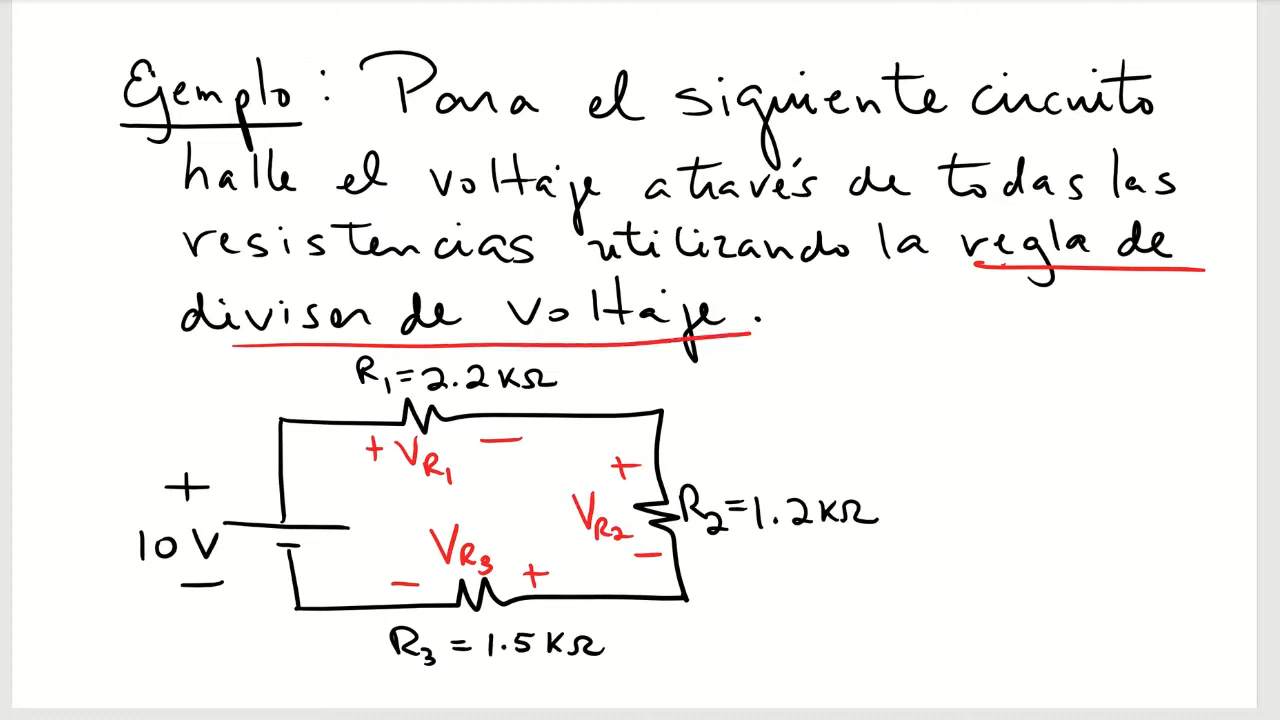 Ejemplo: Para el siguiente circuito
halle el voltaje através de todas las
resistencias utilizando la regla de
divisor de voltaje.
R1=2.2KΩ
+ VR1 −
+
10V
−
+
VR2
−
R2=1.2KΩ
− VR3 +
R3=1.5KΩ